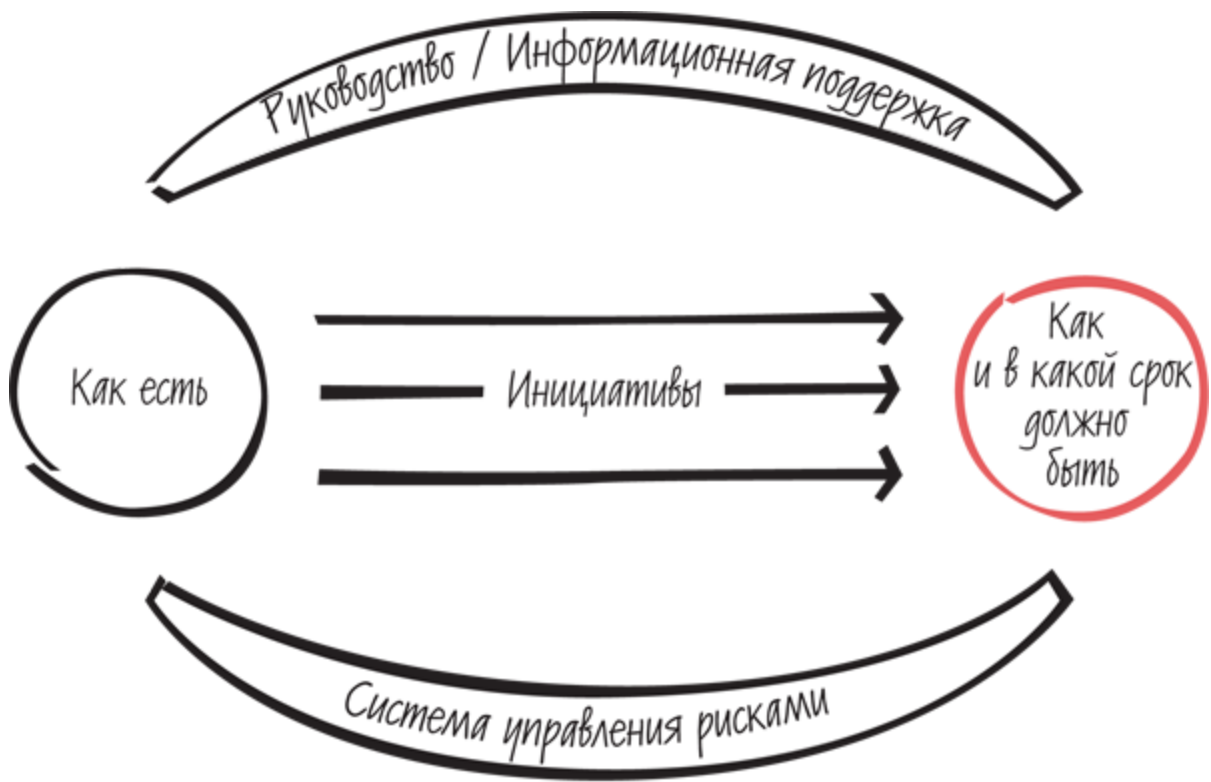 Руководство / Информационная поддержка
Как есть
Инициативы
Как
и в какой срок
должно
быть
Система управления рисками